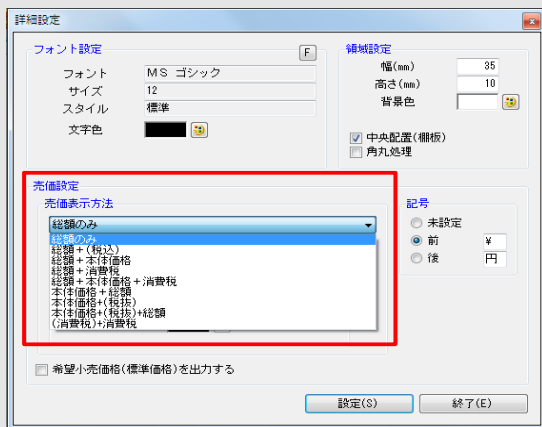 詳細設定
フォント設定
F
フォント
MS ゴシック
サイズ
12
スタイル
標準
文字色
領域設定
幅(mm)
35
高さ(mm)
10
背景色
中央配置(棚板)
角丸処理
売価設定
売価表示方法
総額のみ
総額のみ
総額+(税込)
総額+本体価格
総額+消費税
総額+本体価格+消費税
本体価格+総額
本体価格+(税抜)
本体価格+(税抜)+総額
(消費税)+消費税
記号
未設定
前
¥
後
円
希望小売価格(標準価格)を出力する
設定(S)
終了(E)